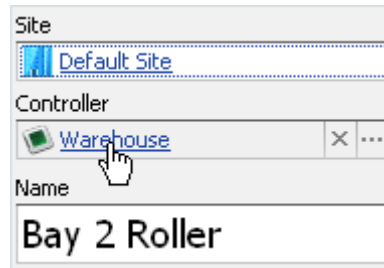 Site
Default Site
Controller
Warehouse
Name
Bay 2 Roller